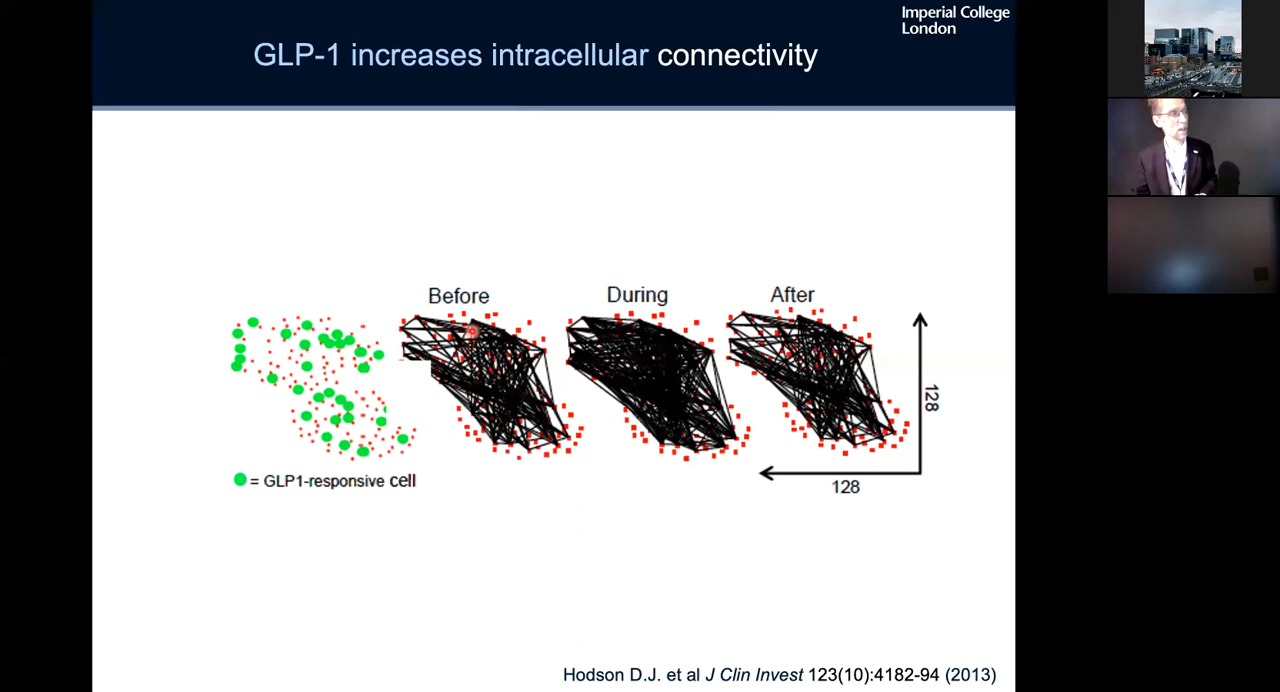 Imperial College
London
GLP-1 increases intracellular connectivity
Before
During
After
128
128
= GLP1-responsive cell
Hodson D.J. et al J Clin Invest 123(10):4182-94 (2013)